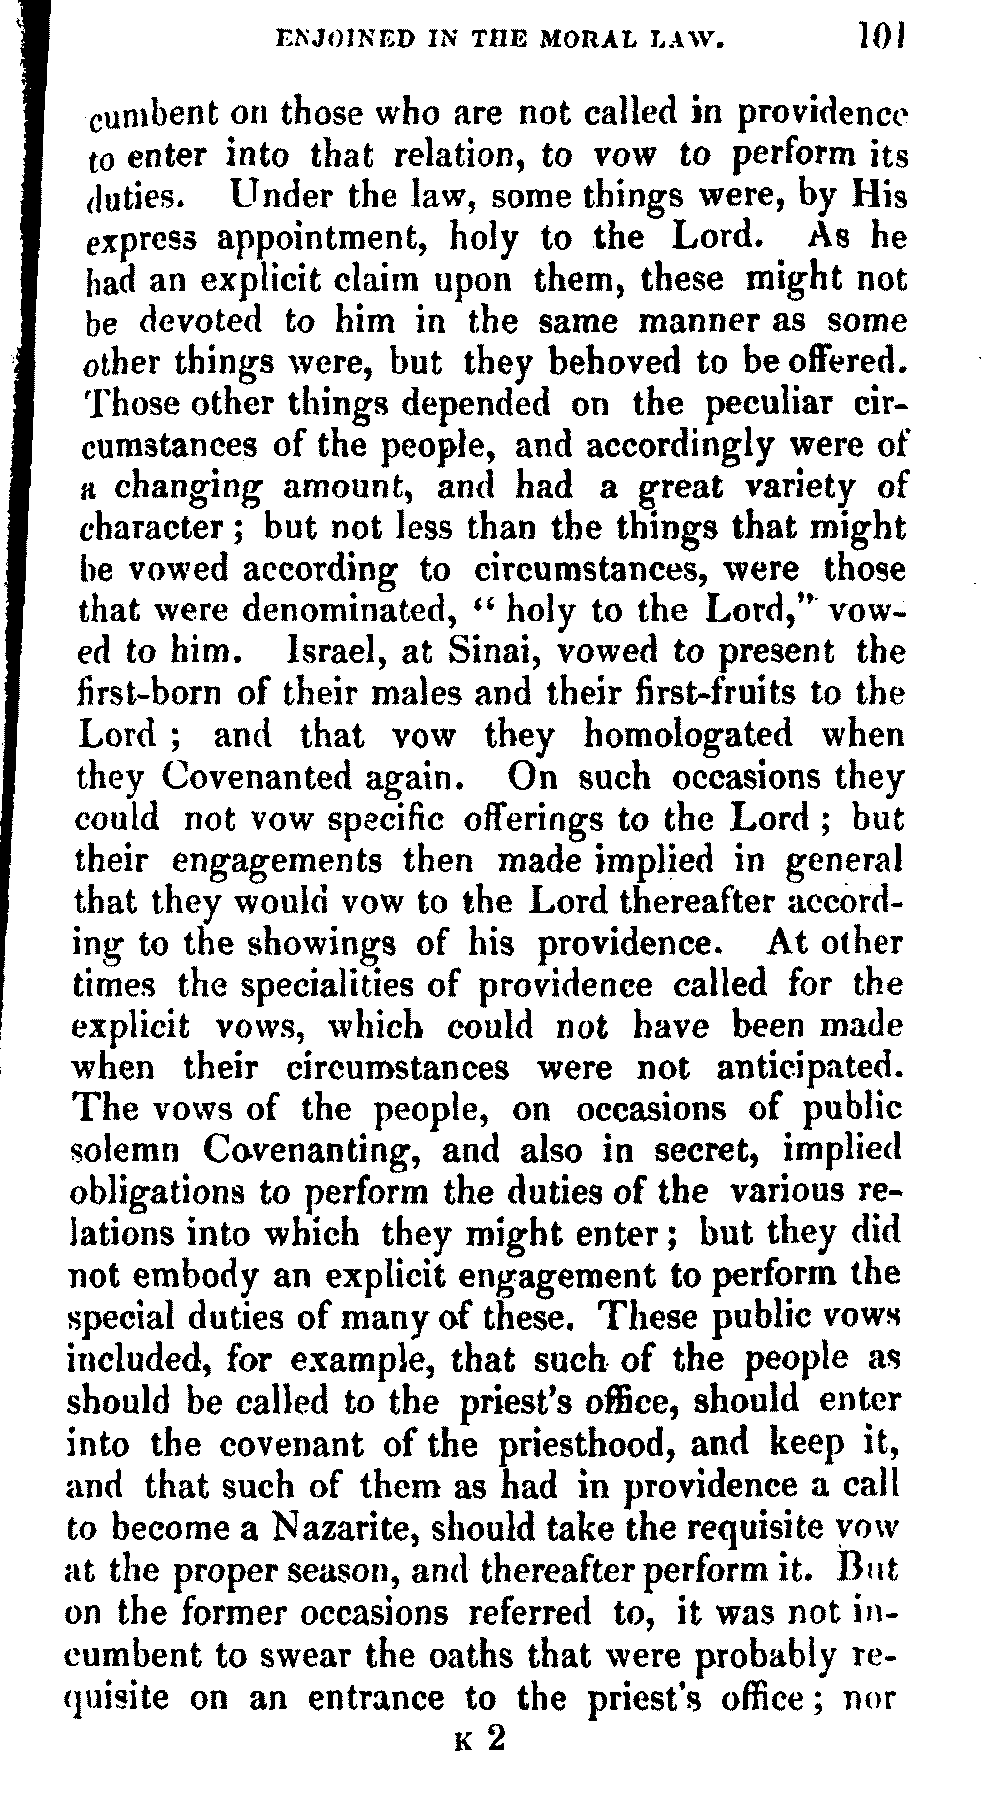 ENJOINED IN THE MORAL LAW. 101
cumbent on those who are not called in providence
to enter into that relation, to vow to perform its
duties. Under the law, some things were, by His
express appointment, holy to the Lord. As he
had an explicit claim upon them, these might not
be devoted to him in the same manner as some
other things were, but they behoved to be offered.
Those other things depended on the peculiar cir-
cumstances of the people, and accordingly were of
a changing amount, and had a great variety of
character; but not less than the things that might
be vowed according to circumstances, were those
that were denominated, "holy to the Lord," vow-
ed to him. Israel, at Sinai, vowed to present the
first-born of their males and their first-fruits to the
Lord; and that vow they homologated when
they Covenanted again. On such occasions they
could not vow specific offerings to the Lord; but
their engagements then made implied in general
that they would vow to the Lord thereafter accord-
ing to the showings of his providence. At other
times the specialities of providence called for the
explicit vows, which could not have been made
when their circumstances were not anticipated.
The vows of the people, on occasions of public
solemn Covenanting, and also in secret, implied
obligations to perform the duties of the various re-
lations into which they might enter; but they did
not embody an explicit engagement to perform the
special duties of many of these. These public vows
included, for example, that such of the people as
should be called to the priest's office, should enter
into the covenant of the priesthood, and keep it,
and that such of them as had in providence a call
to become a Nazarite, should take the requisite vow
at the proper season, and thereafter perform it. But
on the former occasions referred to, it was not in-
cumbent to swear the oaths that were probably re-
quisite on an entrance to the priest's office; nor
K 2